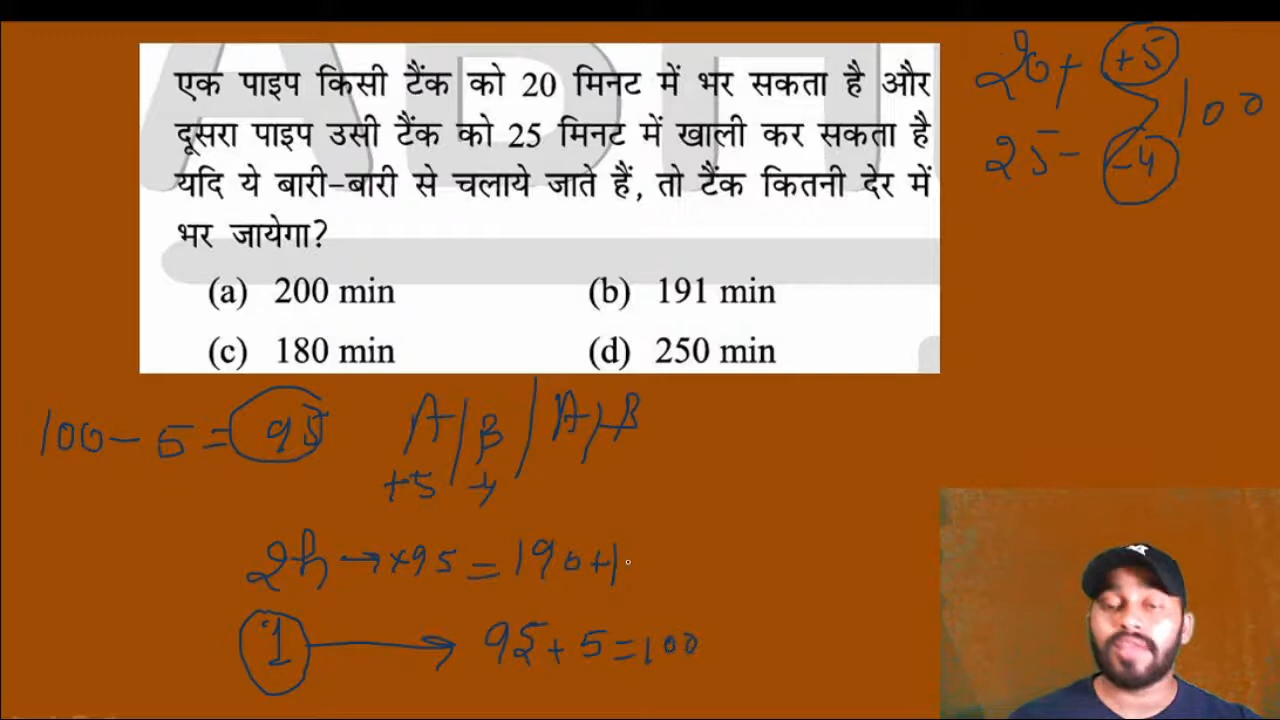 एक पाइप किसी टैंक को 20 मिनट में भर सकता है और
दूसरा पाइप उसी टैंक को 25 मिनट में खाली कर सकता है
यदि ये बारी-बारी से चलाये जाते हैं, तो टैंक कितनी देर में
भर जायेगा?
(a) 200 min (b) 191 min
(c) 180 min (d) 250 min
20+ +5
100
25- -4
100-5=95 A/B/A/B
+5 -4
2h→×95=190+1
1→95+5=100